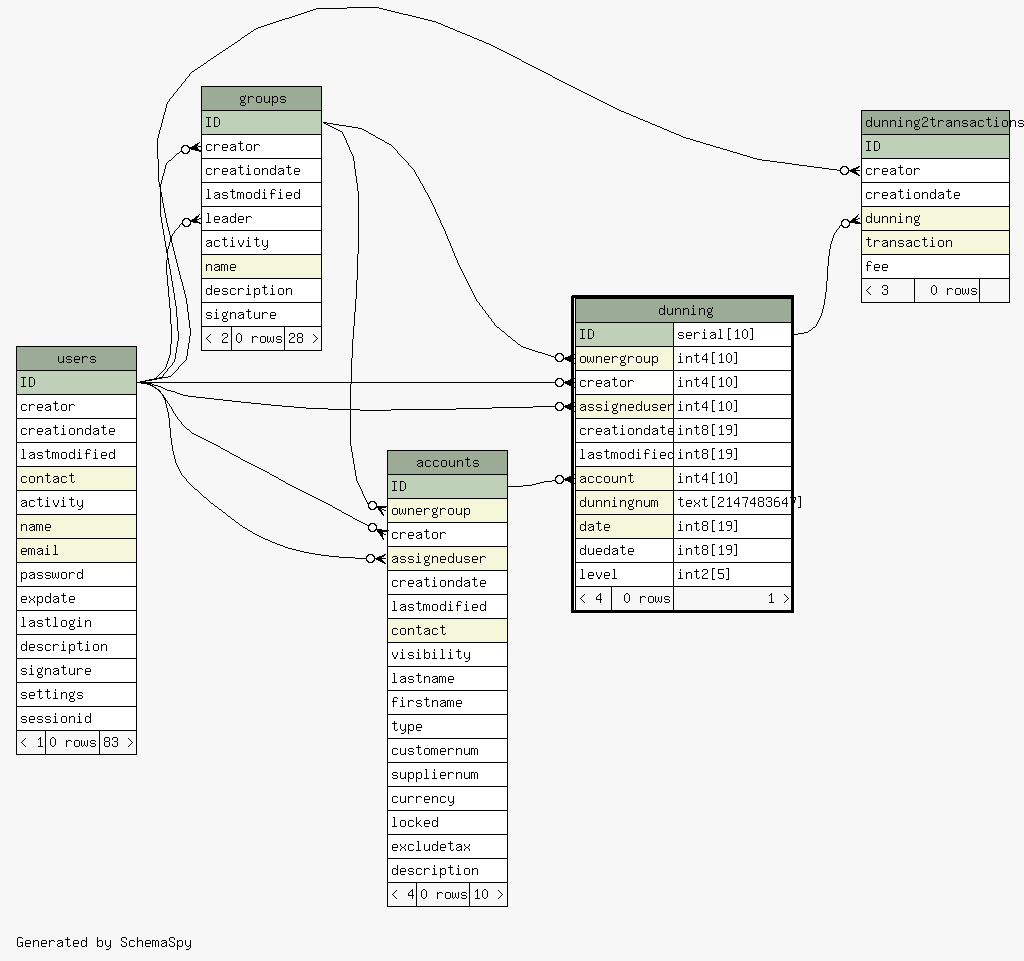 groups
ID
creator
creationdate
lastmodified
leader
activity
name
description
signature
< 2 0 rows 28 >
dunning2transactions
ID
creator
creationdate
dunning
transaction
fee
< 3 0 rows
dunning
ID serial[10]
ownergroup int4[10]
creator int4[10]
assigneduser int4[10]
creationdate int8[19]
lastmodified int8[19]
account int4[10]
dunningnum text[2147483647]
date int8[19]
duedate int8[19]
level int2[5]
< 4 0 rows 1 >
users
ID
creator
creationdate
lastmodified
contact
activity
name
email
password
expdate
lastlogin
description
signature
settings
sessionid
< 1 0 rows 83 >
accounts
ID
ownergroup
creator
assigneduser
creationdate
lastmodified
contact
visibility
lastname
firstname
type
customernum
suppliernum
currency
locked
excludetax
description
< 4 0 rows 10 >
Generated by SchemaSpy